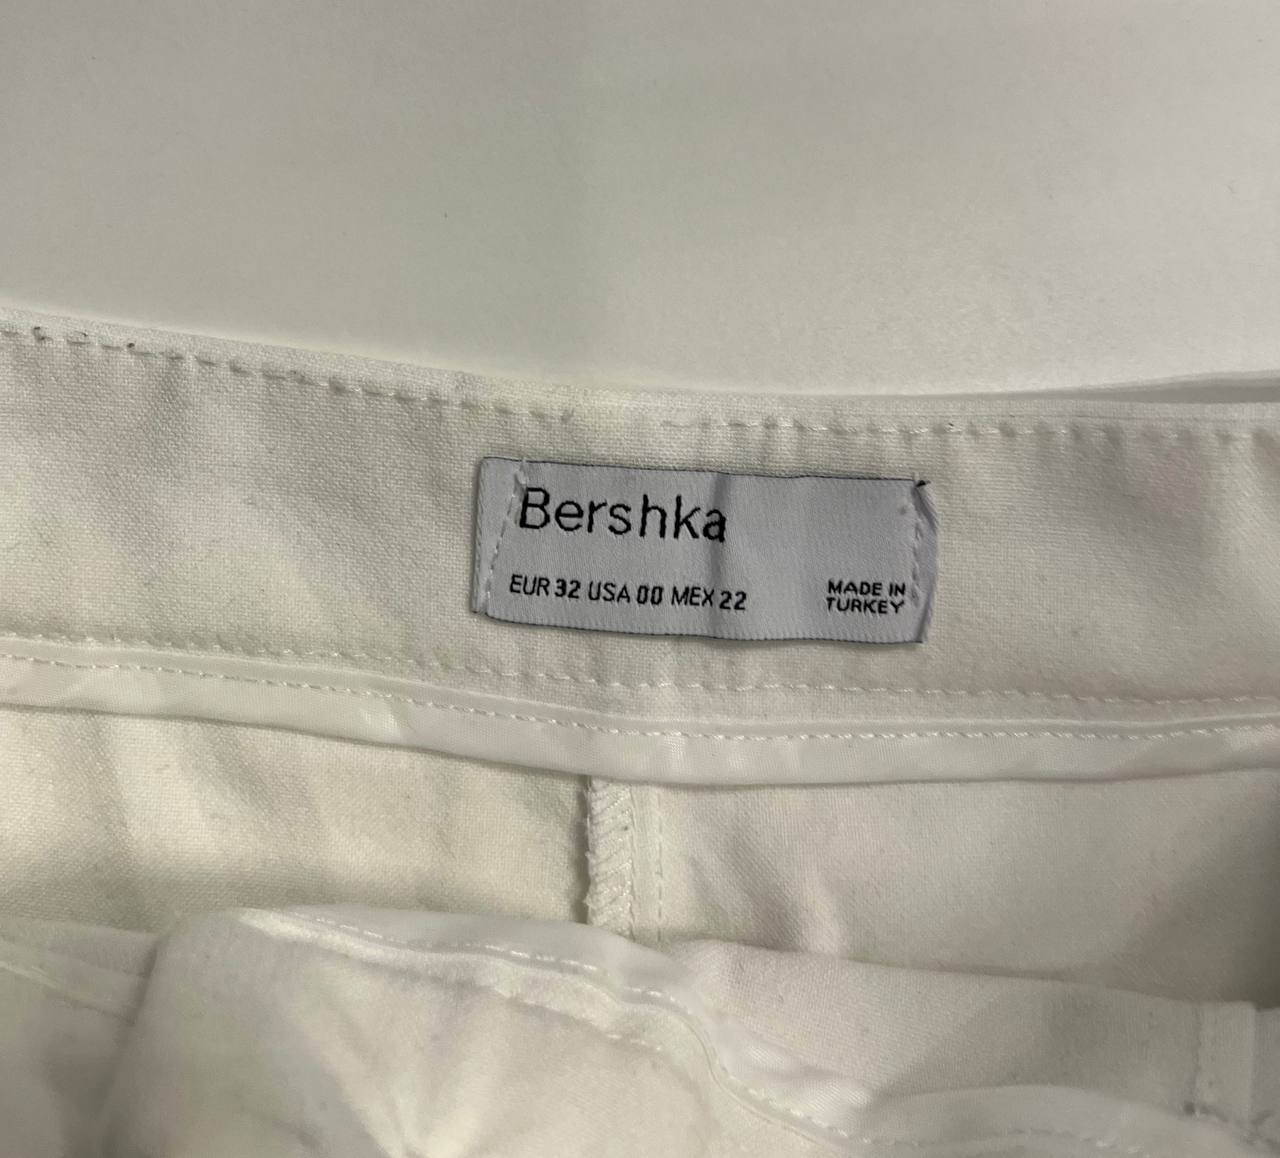 Bershka
EUR 32 USA 00 MEX 22
MADE IN
TURKEY